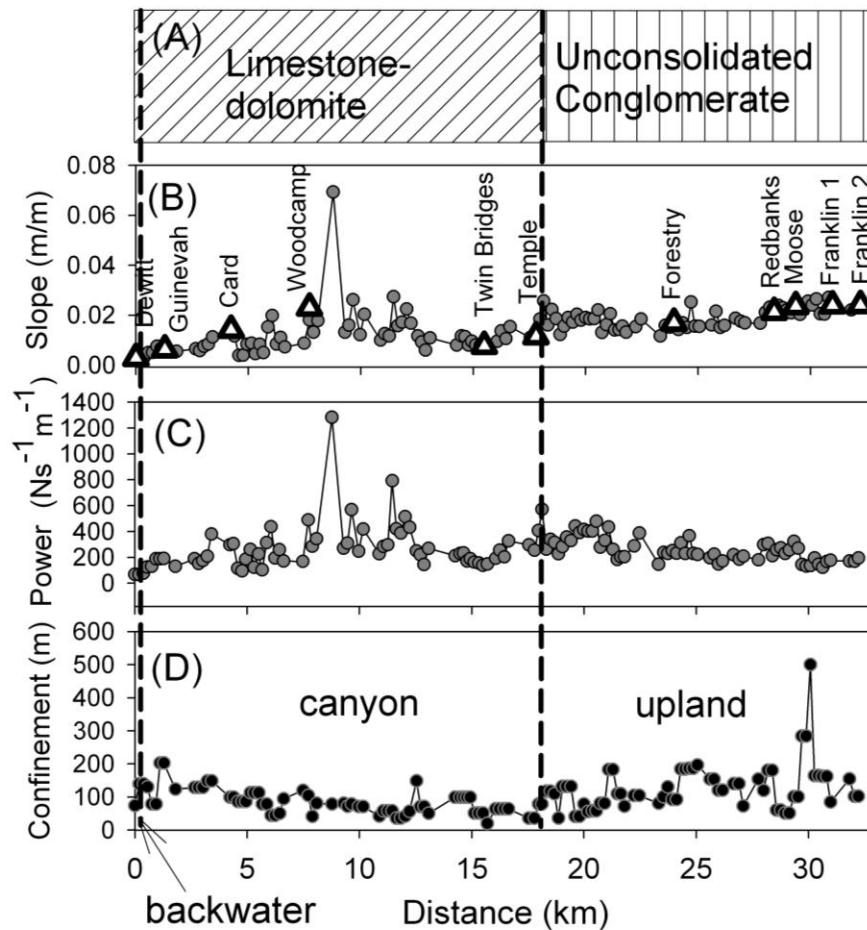 (A)
Limestone-
dolomite
Unconsolidated
Conglomerate
Slope (m/m)
0.08
0.06
0.04
0.02
0.00
(B)
Dewitt
Guinevah
Card
Woodcamp
Twin Bridges
Temple
Forestry
Redbanks
Moose
Franklin 1
Franklin 2
Power (Ns⁻¹ m⁻¹)
1400
1200
1000
800
600
400
200
0
(C)
Confinement (m)
600
500
400
300
200
100
0
(D)
canyon
upland
0 5 10 15 20 25 30
backwater
Distance (km)